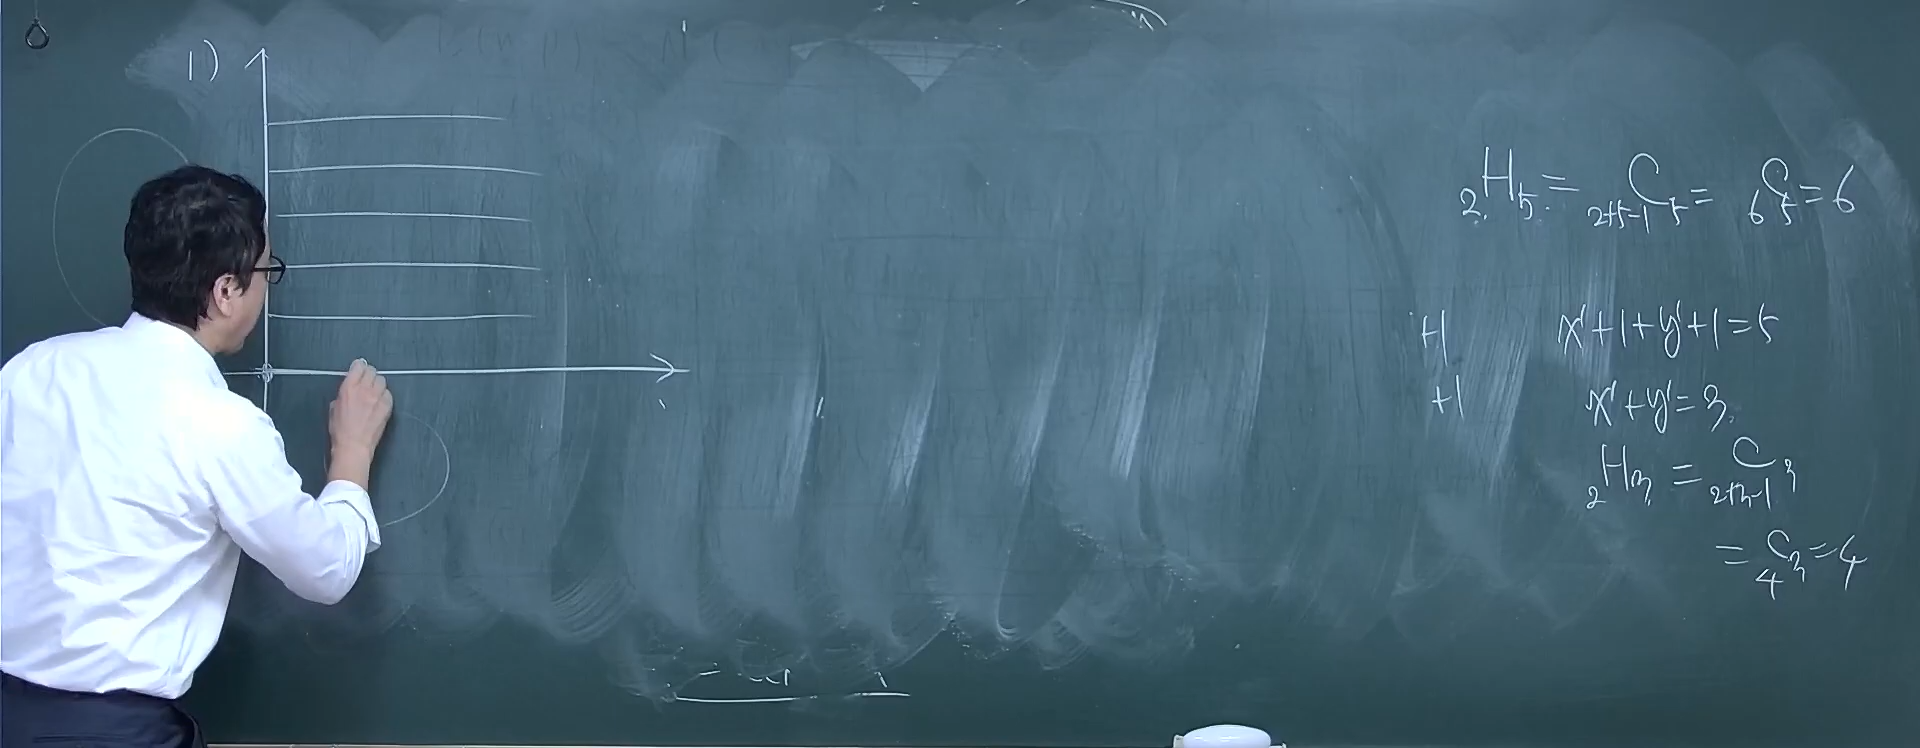 1)
₂H₅ = ₂₊₅₋₁C₅ = ₆C₅ = 6
+1 x'+1+y'+1=5
+1 x'+y'=3
₂H₃ = ₂₊₃₋₁C₃
= ₄C₃ = 4